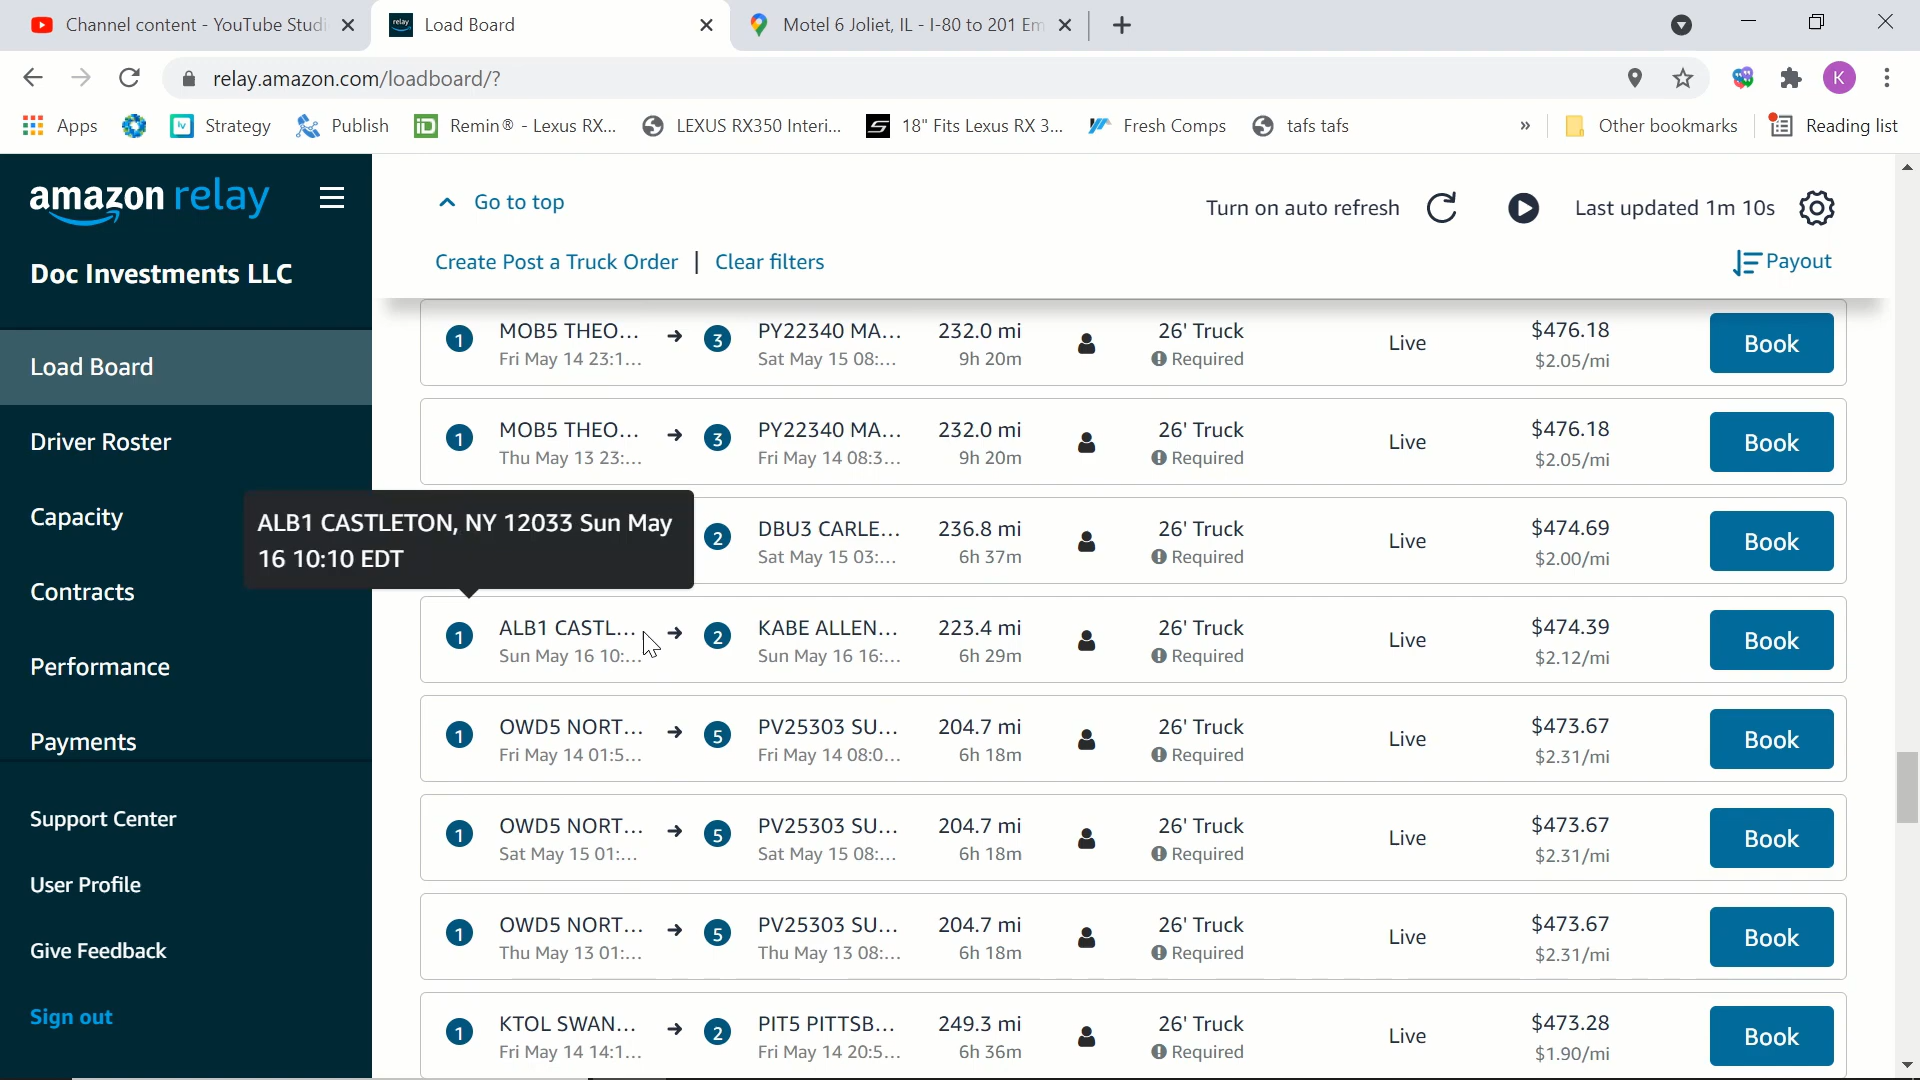 Channel content - YouTube Studi
Load Board
Motel 6 Joliet, IL - I-80 to 201 Em
relay.amazon.com/loadboard/?
K
Apps
Strategy
Publish
Remin® - Lexus RX...
LEXUS RX350 Interi...
18" Fits Lexus RX 3...
Fresh Comps
tafs tafs
»
Other bookmarks
Reading list
amazon relay
Doc Investments LLC
Load Board
Driver Roster
Capacity
Contracts
Performance
Payments
Support Center
User Profile
Give Feedback
Sign out
Go to top
Turn on auto refresh
Last updated 1m 10s
Create Post a Truck Order | Clear filters
Payout
1 MOB5 THEO... → 3 PY22340 MA... 232.0 mi 26' Truck Live $476.18 Book
Fri May 14 23:1... Sat May 15 08:... 9h 20m Required $2.05/mi
1 MOB5 THEO... → 3 PY22340 MA... 232.0 mi 26' Truck Live $476.18 Book
Thu May 13 23:... Fri May 14 08:3... 9h 20m Required $2.05/mi
ALB1 CASTLETON, NY 12033 Sun May
16 10:10 EDT
2 DBU3 CARLE... 236.8 mi 26' Truck Live $474.69 Book
Sat May 15 03:... 6h 37m Required $2.00/mi
1 ALB1 CASTL... → 2 KABE ALLEN... 223.4 mi 26' Truck Live $474.39 Book
Sun May 16 10:... Sun May 16 16:... 6h 29m Required $2.12/mi
1 OWD5 NORT... → 5 PV25303 SU... 204.7 mi 26' Truck Live $473.67 Book
Fri May 14 01:5... Fri May 14 08:0... 6h 18m Required $2.31/mi
1 OWD5 NORT... → 5 PV25303 SU... 204.7 mi 26' Truck Live $473.67 Book
Sat May 15 01:... Sat May 15 08:... 6h 18m Required $2.31/mi
1 OWD5 NORT... → 5 PV25303 SU... 204.7 mi 26' Truck Live $473.67 Book
Thu May 13 01:... Thu May 13 08:... 6h 18m Required $2.31/mi
1 KTOL SWAN... → 2 PIT5 PITTSB... 249.3 mi 26' Truck Live $473.28 Book
Fri May 14 14:1... Fri May 14 20:5... 6h 36m Required $1.90/mi